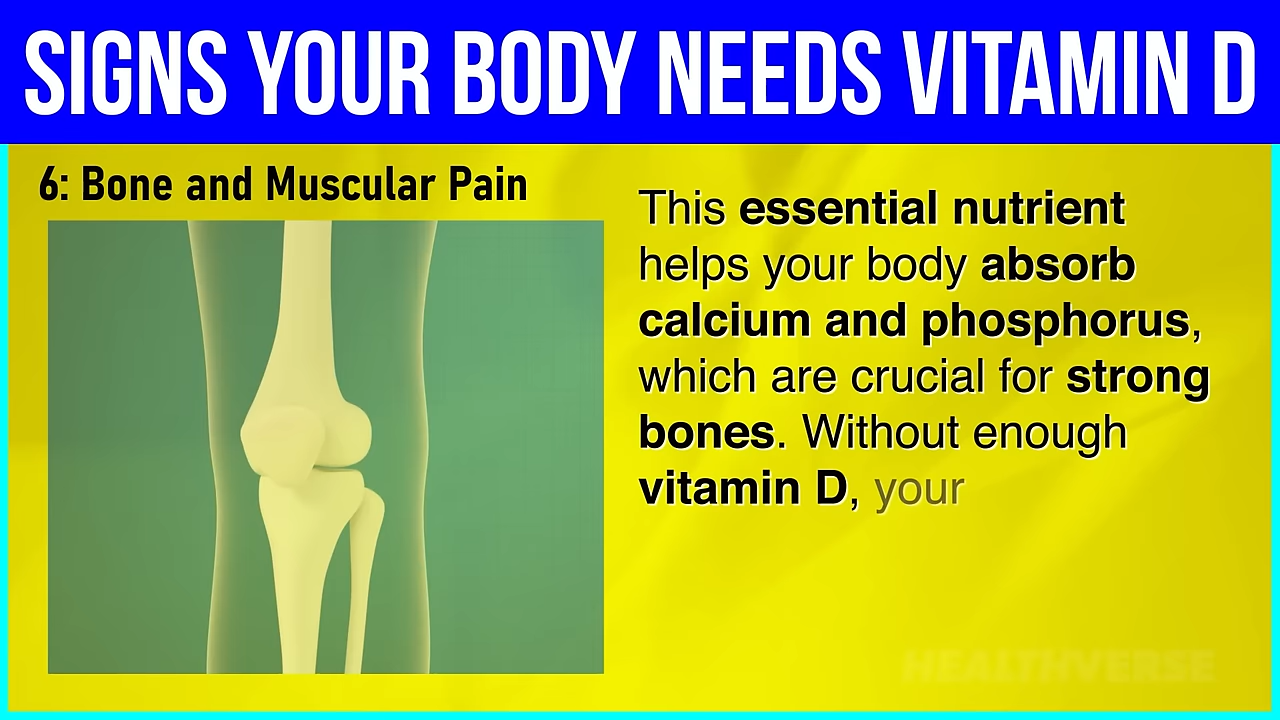 SIGNS YOUR BODY NEEDS VITAMIN D
6: Bone and Muscular Pain
This essential nutrient
helps your body absorb
calcium and phosphorus,
which are crucial for strong
bones. Without enough
vitamin D, your
HEALTHVERSE